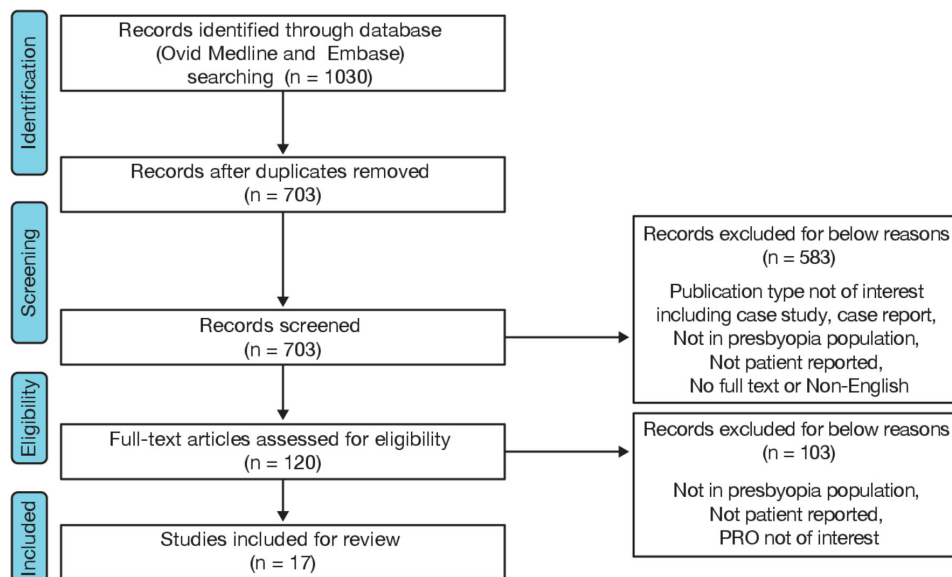 Identification
Records identified through database
(Ovid Medline and Embase)
searching (n = 1030)
Records after duplicates removed
(n = 703)
Screening
Records screened
(n = 703)
Records excluded for below reasons
(n = 583)
Publication type not of interest
including case study, case report,
Not in presbyopia population,
Not patient reported,
No full text or Non-English
Eligibility
Full-text articles assessed for eligibility
(n = 120)
Records excluded for below reasons
(n = 103)
Not in presbyopia population,
Not patient reported,
PRO not of interest
Included
Studies included for review
(n = 17)